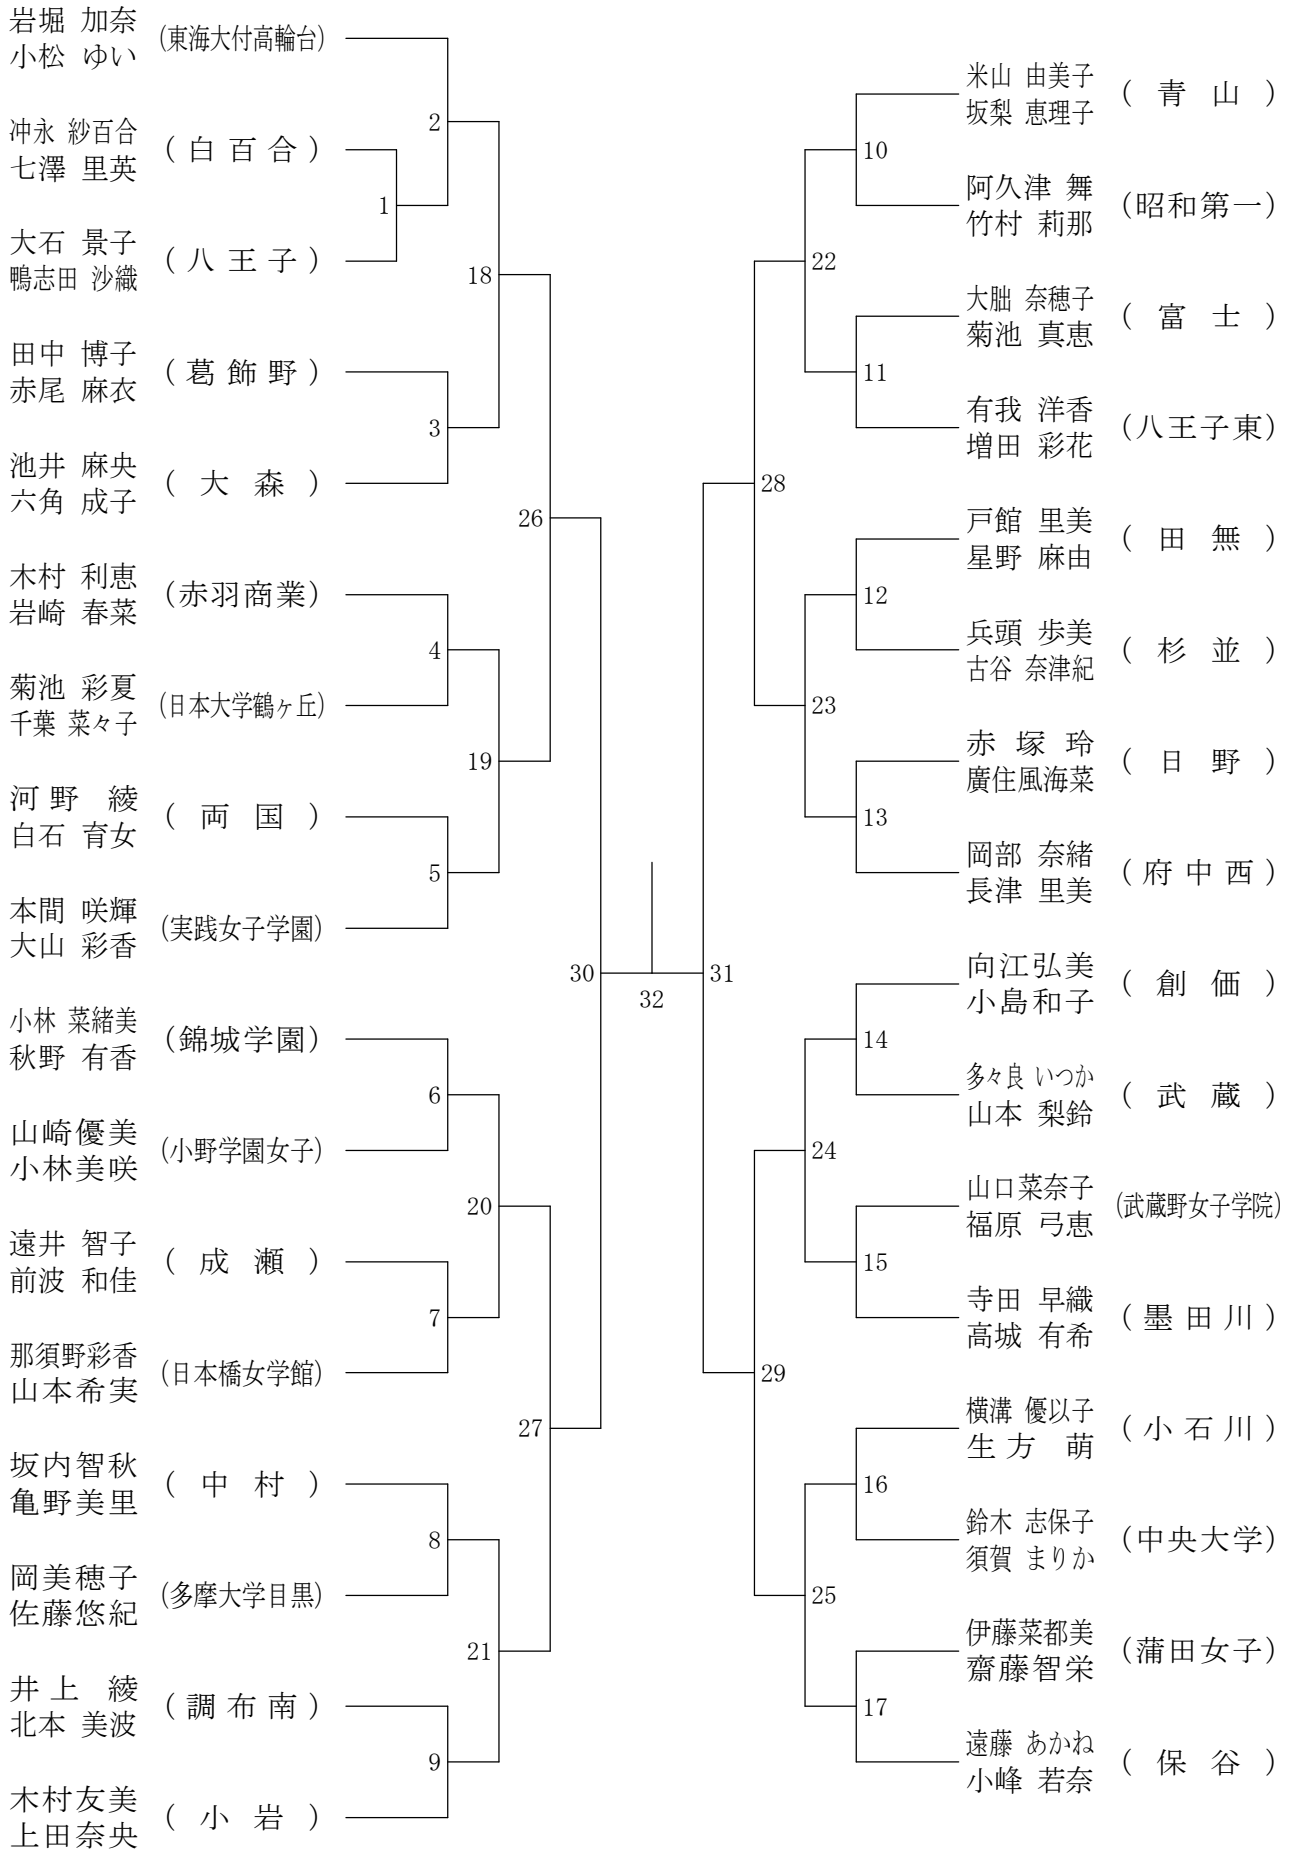 岩堀 加奈
小松 ゆい
(東海大付高輪台)
冲永 紗百合
七澤 里英
(白百合)
大石 景子
鴨志田 沙織
(八王子)
田中 博子
赤尾 麻衣
(葛飾野)
池井 麻央
六角 成子
(大森)
木村 利恵
岩崎 春菜
(赤羽商業)
菊池 彩夏
千葉 菜々子
(日本大学鶴ヶ丘)
河野 綾
白石 育女
(両国)
本間 咲輝
大山 彩香
(実践女子学園)
小林 菜緒美
秋野 有香
(錦城学園)
山崎優美
小林美咲
(小野学園女子)
遠井 智子
前波 和佳
(成瀬)
那須野彩香
山本希実
(日本橋女学館)
坂内智秋
亀野美里
(中村)
岡美穂子
佐藤悠紀
(多摩大学目黒)
井上 綾
北本 美波
(調布南)
木村友美
上田奈央
(小岩)
1
2
3
4
5
6
7
8
9
18
19
20
21
26
27
30
32
31
28
29
22
23
24
25
10
11
12
13
14
15
16
17
米山 由美子
坂梨 恵理子
(青山)
阿久津 舞
竹村 莉那
(昭和第一)
大朏 奈穂子
菊池 真恵
(富士)
有我 洋香
増田 彩花
(八王子東)
戸館 里美
星野 麻由
(田無)
兵頭 歩美
古谷 奈津紀
(杉並)
赤塚 玲
廣住風海菜
(日野)
岡部 奈緒
長津 里美
(府中西)
向江弘美
小島和子
(創価)
多々良 いつか
山本 梨鈴
(武蔵)
山口菜奈子
福原 弓恵
(武蔵野女子学院)
寺田 早織
高城 有希
(墨田川)
横溝 優以子
生方 萌
(小石川)
鈴木 志保子
須賀 まりか
(中央大学)
伊藤菜都美
齋藤智栄
(蒲田女子)
遠藤 あかね
小峰 若奈
(保谷)